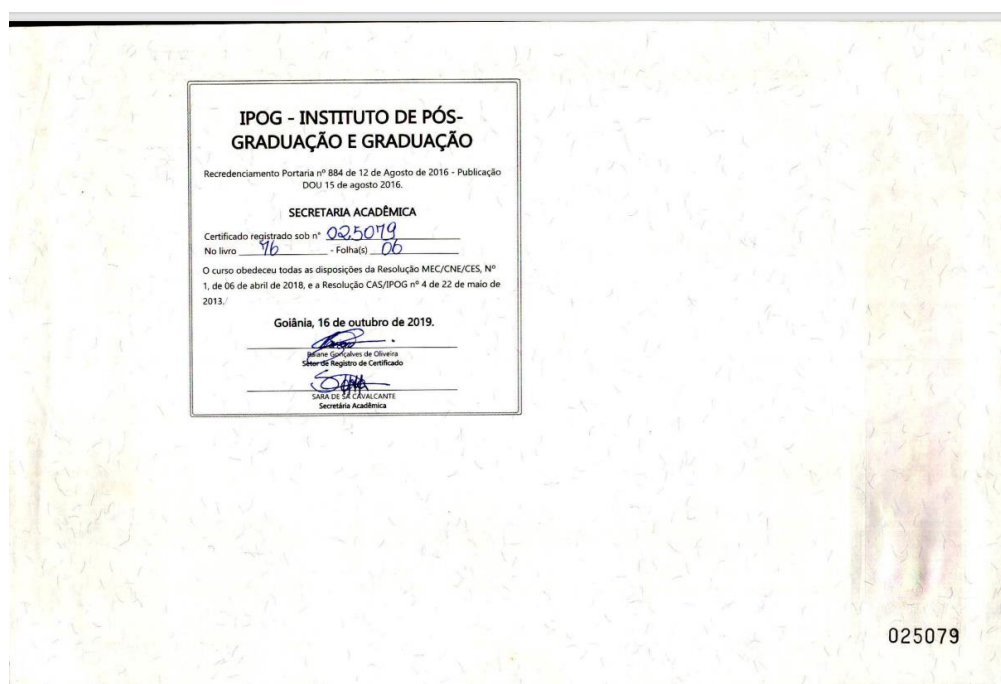 IPOG - INSTITUTO DE PÓS-
GRADUAÇÃO E GRADUAÇÃO
Recredenciamento Portaria nº 884 de 12 de Agosto de 2016 - Publicação
DOU 15 de agosto 2016.
SECRETARIA ACADÊMICA
Certificado registrado sob n° 025079
No livro 76 - Folha(s) 06
O curso obedeceu todas as disposições da Resolução MEC/CNE/CES, Nº
1, de 06 de abril de 2018, e a Resolução CAS/IPOG nº 4 de 22 de maio de
2013.
Goiânia, 16 de outubro de 2019.
Gonçalves de Oliveira
Setor de Registro de Certificado
SARA DE SÁ CAVALCANTE
Secretária Acadêmica
025079